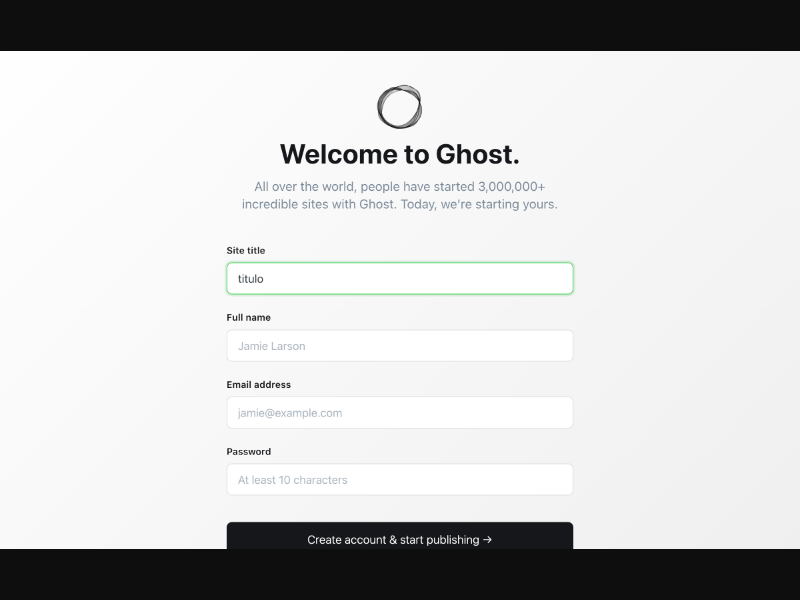 Welcome to Ghost.
All over the world, people have started 3,000,000+
incredible sites with Ghost. Today, we're starting yours.
Site title
titulo
Full name
Jamie Larson
Email address
jamie@example.com
Password
At least 10 characters
Create account & start publishing →